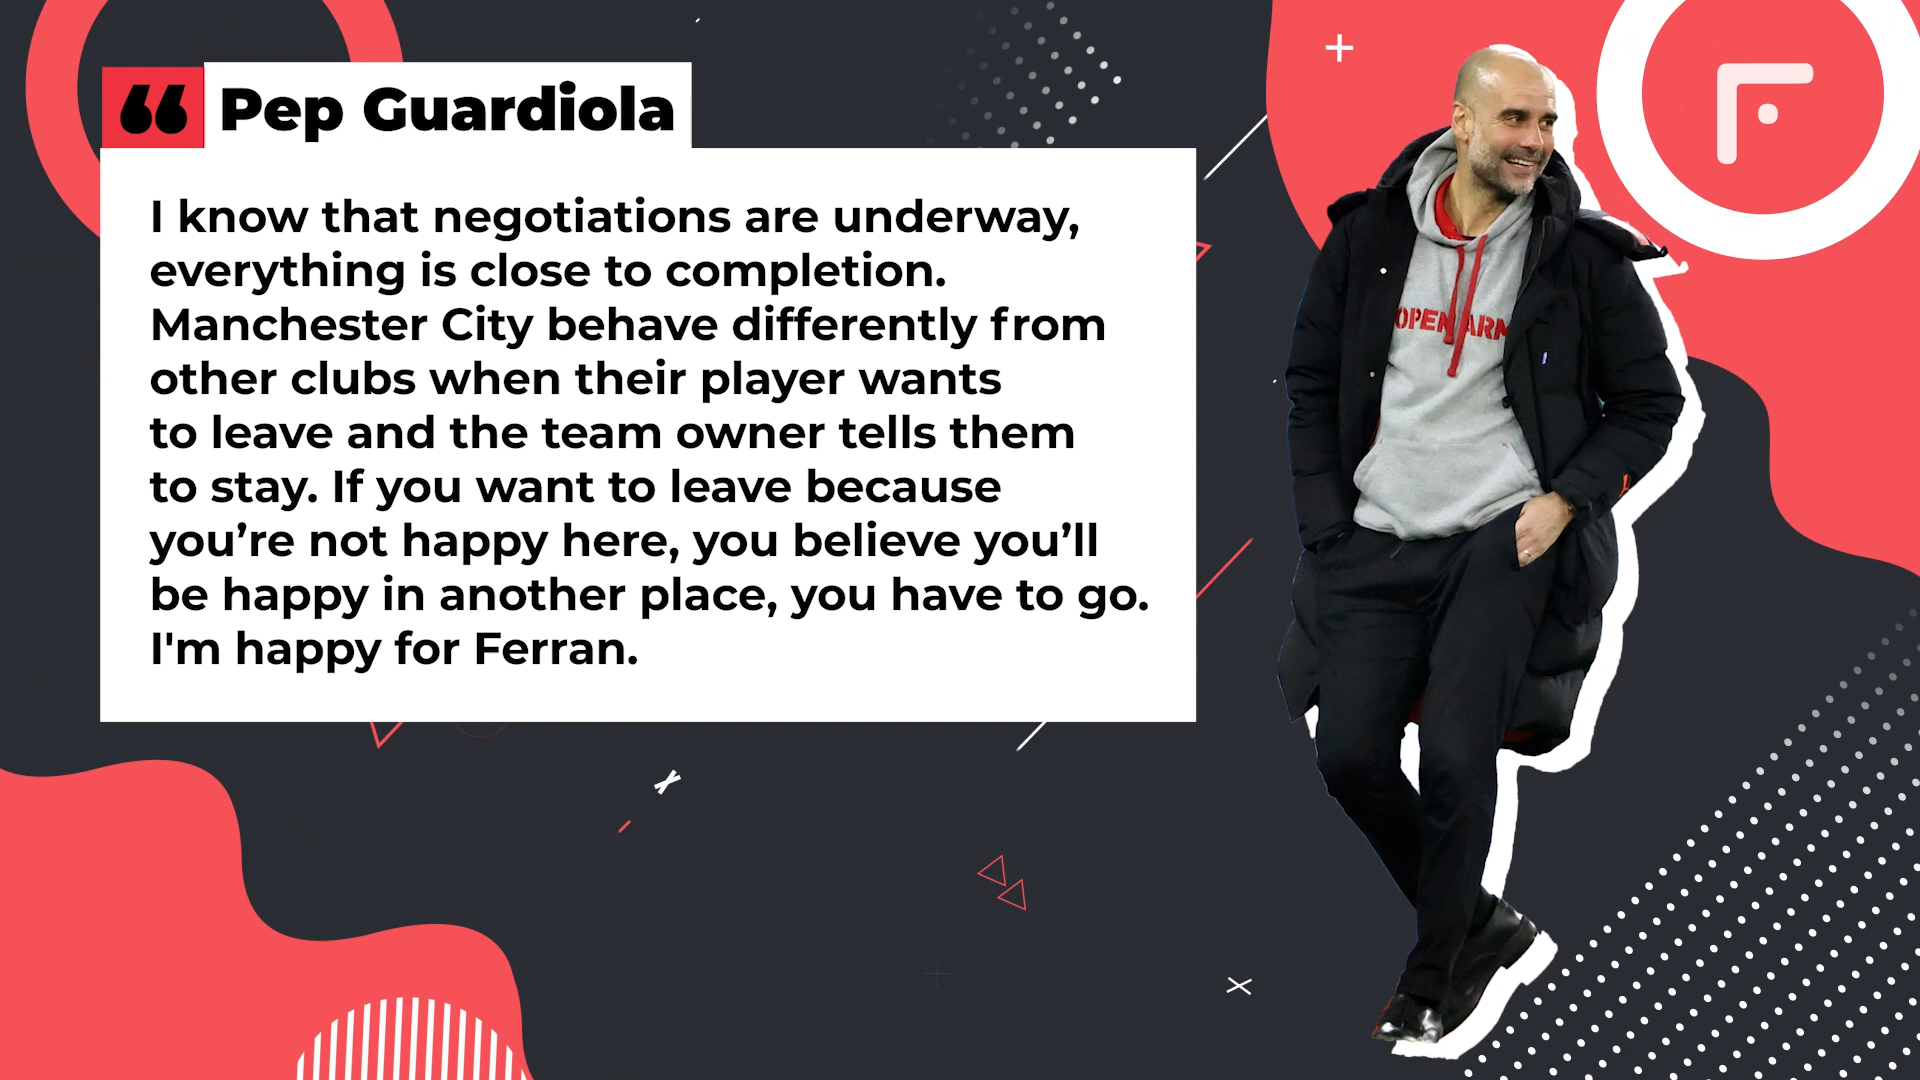 Pep Guardiola
I know that negotiations are underway,
everything is close to completion.
Manchester City behave differently from
other clubs when their player wants
to leave and the team owner tells them
to stay. If you want to leave because
you’re not happy here, you believe you’ll
be happy in another place, you have to go.
I'm happy for Ferran.
OPEN ARM